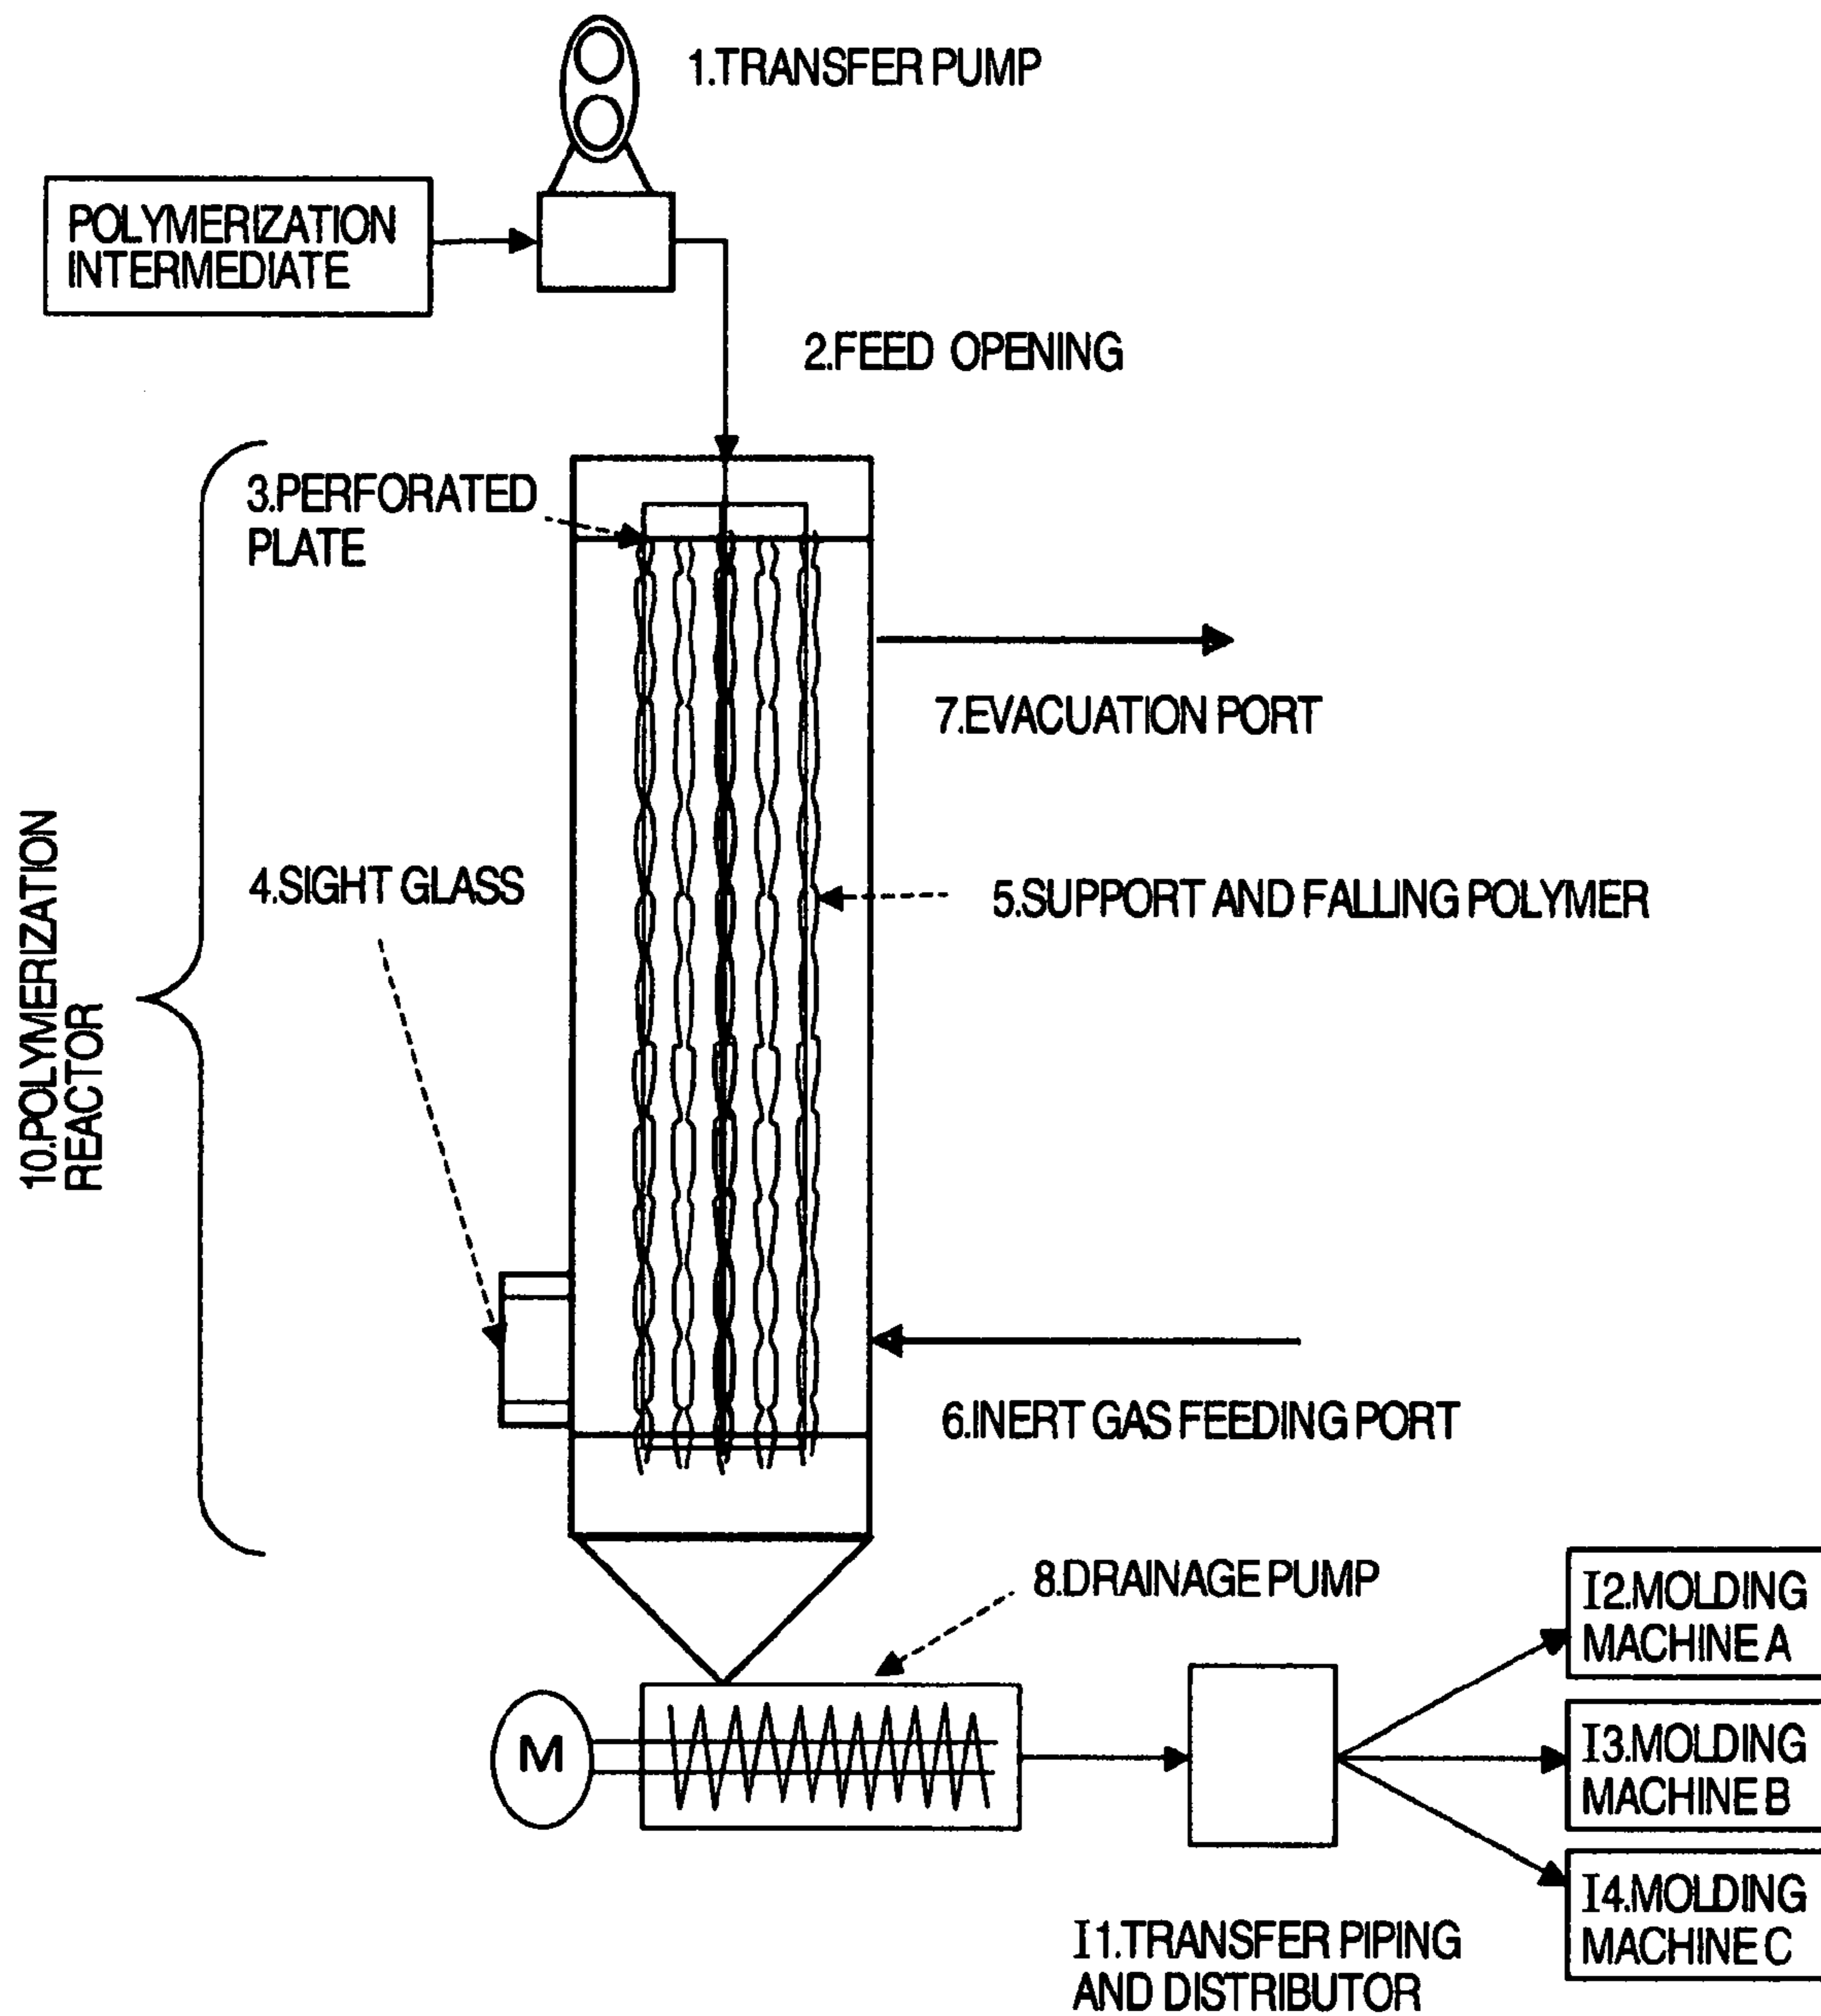 1.TRANSFER PUMP
POLYMERIZATION
INTERMEDIATE
2.FEED OPENING
3.PERFORATED
PLATE
7.EVACUATION PORT
10.POLYMERIZATION
REACTOR
4.SIGHT GLASS
5.SUPPORT AND FALLING POLYMER
6.INERT GAS FEEDING PORT
8.DRAINAGE PUMP
M
I2.MOLDING
MACHINE A
I3.MOLDING
MACHINE B
I4.MOLDING
MACHINE C
I1.TRANSFER PIPING
AND DISTRIBUTOR